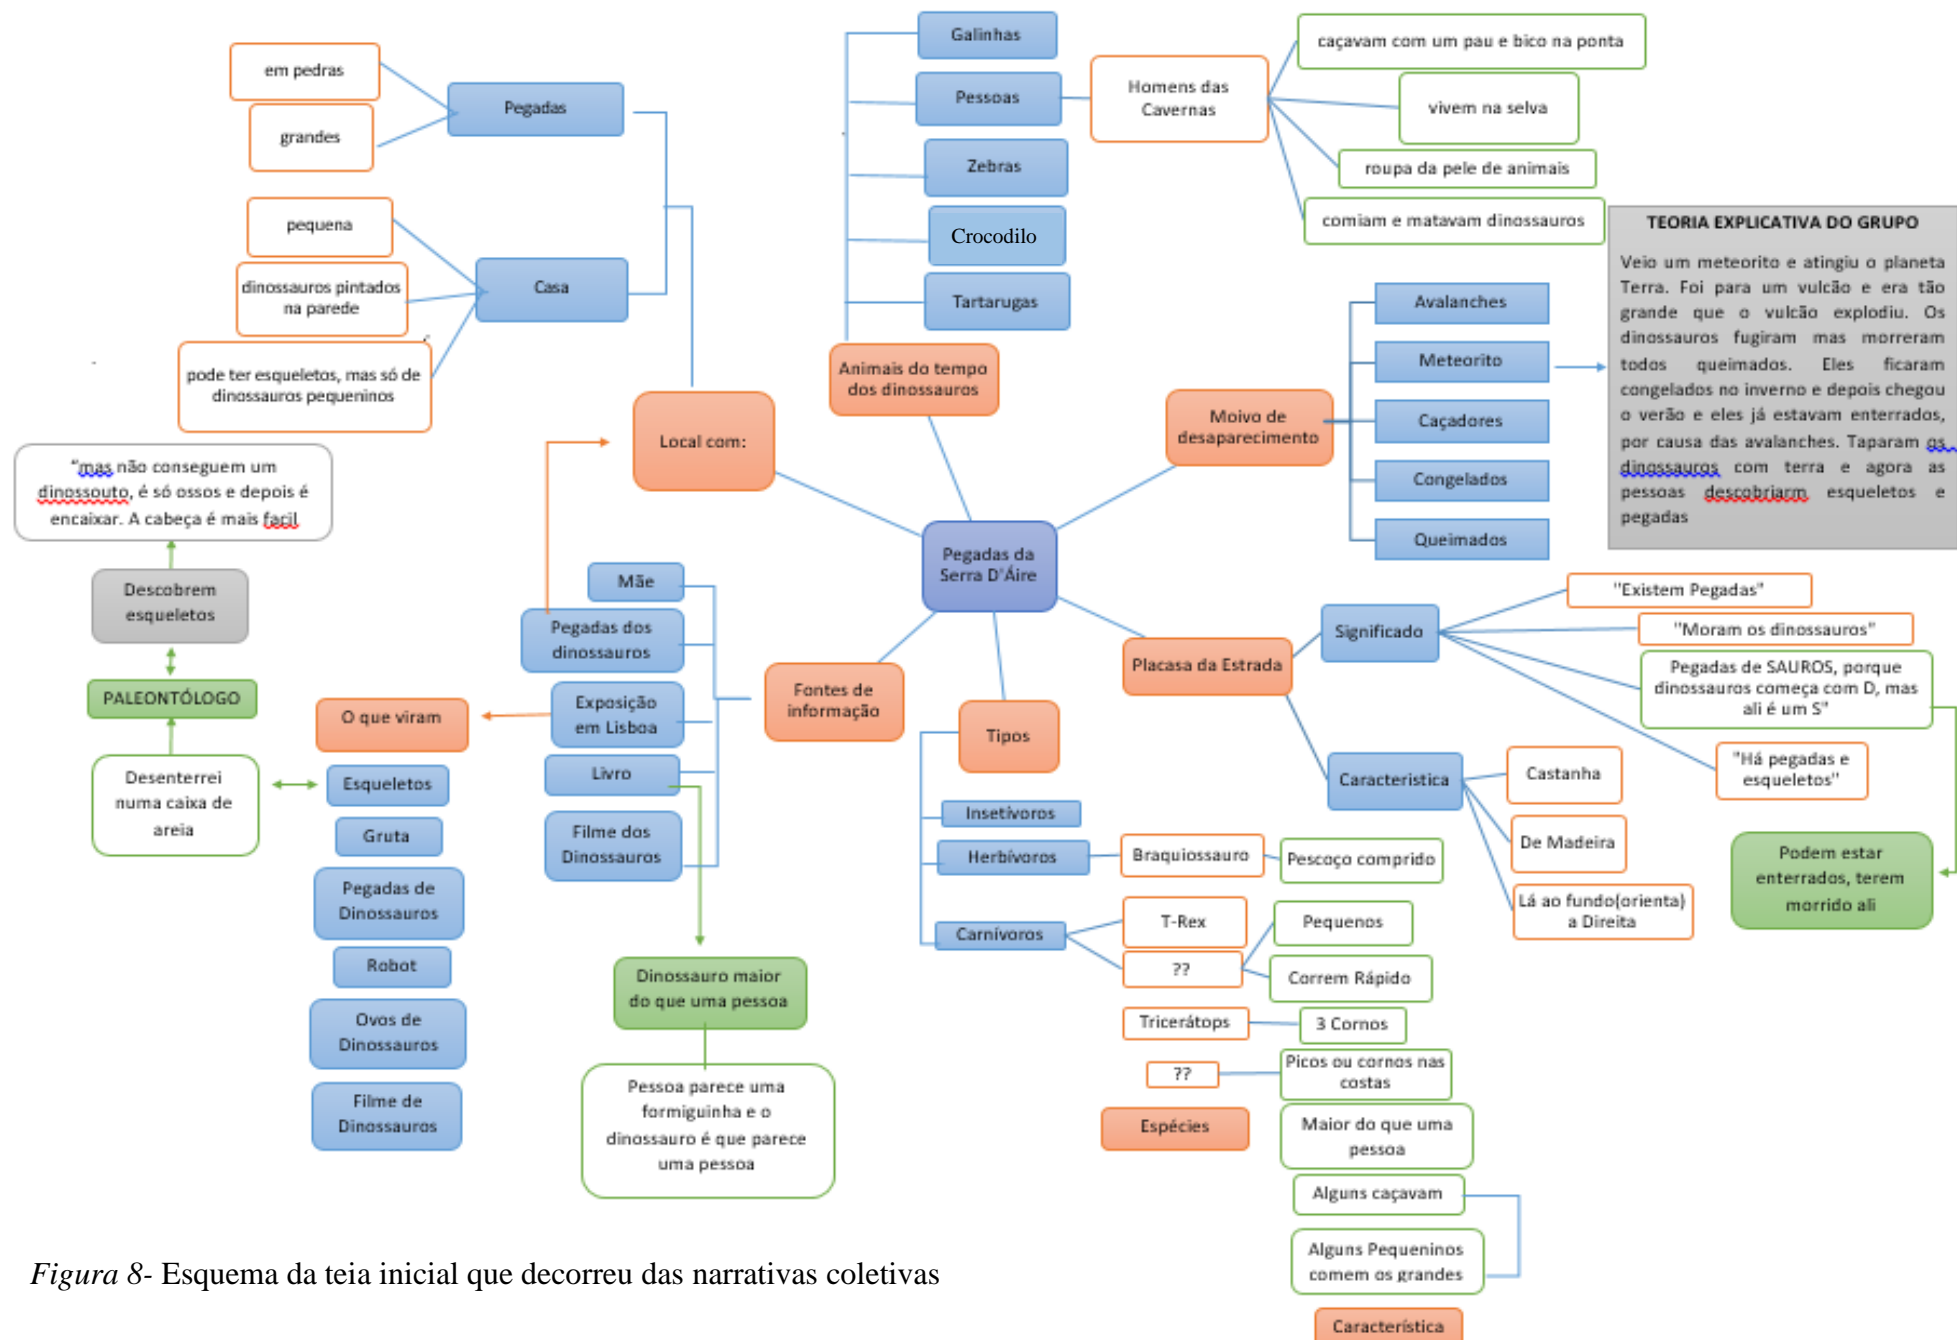 em pedras
grandes
Pegadas
pequena
dinossauros pintados
na parede
pode ter esqueletos, mas só de
dinossauros pequeninos
Casa
Local com:
Galinhas
Pessoas
Zebras
Crocodilo
Tartarugas
Animais do tempo
dos dinossauros
Homens das
Cavernas
caçavam com um pau e bico na ponta
vivem na selva
roupa da pele de animais
comiam e matavam dinossauros
Moivo de
desaparecimento
Avalanches
Meteorito
Caçadores
Congelados
Queimados
TEORIA EXPLICATIVA DO GRUPO
Veio um meteorito e atingiu o planeta
Terra. Foi para um vulcão e era tão
grande que o vulcão explodiu. Os
dinossauros fugiram mas morreram
todos queimados. Eles ficaram
congelados no inverno e depois chegou
o verão e eles já estavam enterrados,
por causa das avalanches. Taparam os
dinossauros com terra e agora as
pessoas descobriarm esqueletos e
pegadas
"mas não conseguem um
dinossouto, é só ossos e depois é
encaixar. A cabeça é mais facil
Descobrem
esqueletos
PALEONTÓLOGO
Desenterrei
numa caixa de
areia
O que viram
Esqueletos
Gruta
Pegadas de
Dinossauros
Robot
Ovos de
Dinossauros
Filme de
Dinossauros
Mãe
Pegadas dos
dinossauros
Exposição
em Lisboa
Livro
Filme dos
Dinossauros
Fontes de
informação
Dinossauro maior
do que uma pessoa
Pessoa parece uma
formiguinha e o
dinossauro é que parece
uma pessoa
Pegadas da
Serra D'Áire
Tipos
Insetívoros
Herbívoros
Carnívoros
Braquiossauro
Pescoço comprido
T-Rex
??
Pequenos
Correm Rápido
Tricerátops
3 Cornos
??
Picos ou cornos nas
costas
Espécies
Maior do que uma
pessoa
Alguns caçavam
Alguns Pequeninos
comem os grandes
Característica
Placasa da Estrada
Significado
"Existem Pegadas"
"Moram os dinossauros"
Pegadas de SAUROS, porque
dinossauros começa com D, mas
ali é um S"
"Há pegadas e
esqueletos"
Característica
Castanha
De Madeira
Lá ao fundo(orienta)
a Direita
Podem estar
enterrados, terem
morrido ali
Figura 8- Esquema da teia inicial que decorreu das narrativas coletivas